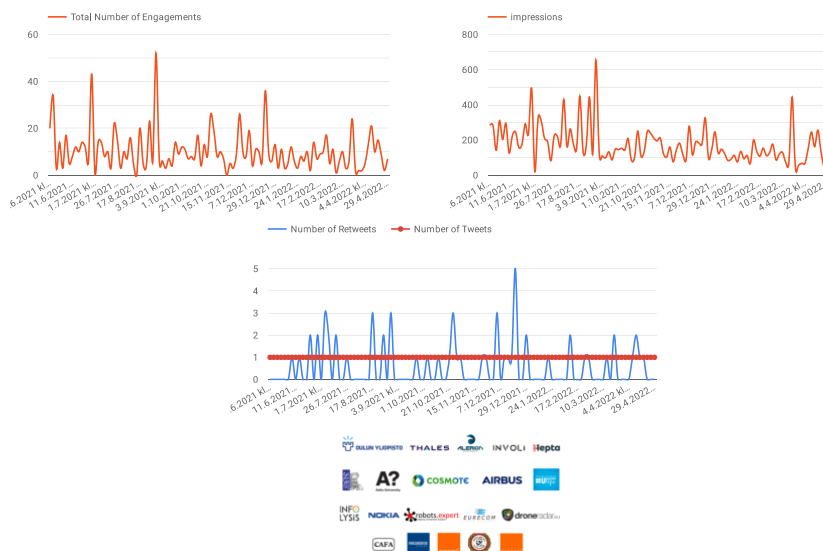 Total Number of Engagements
60
40
20
0
.6.2021 kl...
11.6.2021...
1.7.2021 kl...
26.7.2021...
17.8.2021...
3.9.2021 kl...
1.10.2021...
21.10.2021...
15.11.2021...
7.12.2021...
29.12.2021...
24.1.2022...
17.2.2022...
10.3.2022...
4.4.2022 kl...
29.4.2022...
impressions
800
600
400
200
0
.6.2021 kl...
11.6.2021...
1.7.2021 kl...
26.7.2021...
17.8.2021...
3.9.2021 kl...
1.10.2021...
21.10.2021...
15.11.2021...
7.12.2021...
29.12.2021...
24.1.2022...
17.2.2022...
10.3.2022...
4.4.2022 kl...
29.4.2022...
Number of Retweets
Number of Tweets
5
4
3
2
1
0
.6.2021 kl...
11.6.2021...
1.7.2021 kl...
26.7.2021...
17.8.2021...
3.9.2021 kl...
1.10.2021...
21.10.2021...
15.11.2021...
7.12.2021...
29.12.2021...
24.1.2022...
17.2.2022...
10.3.2022...
4.4.2022 kl...
29.4.2022...
OULUN YLIOPISTO THALES ALERION INVOLI Hepta
A? COSMOTE AIRBUS
INFO
LYSIS
NOKIA robots.expert EURECOM droneradar.eu
CAFA